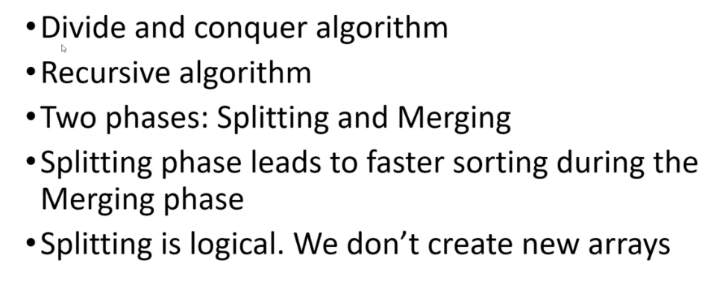 •Divide and conquer algorithm
•Recursive algorithm
•Two phases: Splitting and Merging
•Splitting phase leads to faster sorting during the
Merging phase
•Splitting is logical. We don’t create new arrays